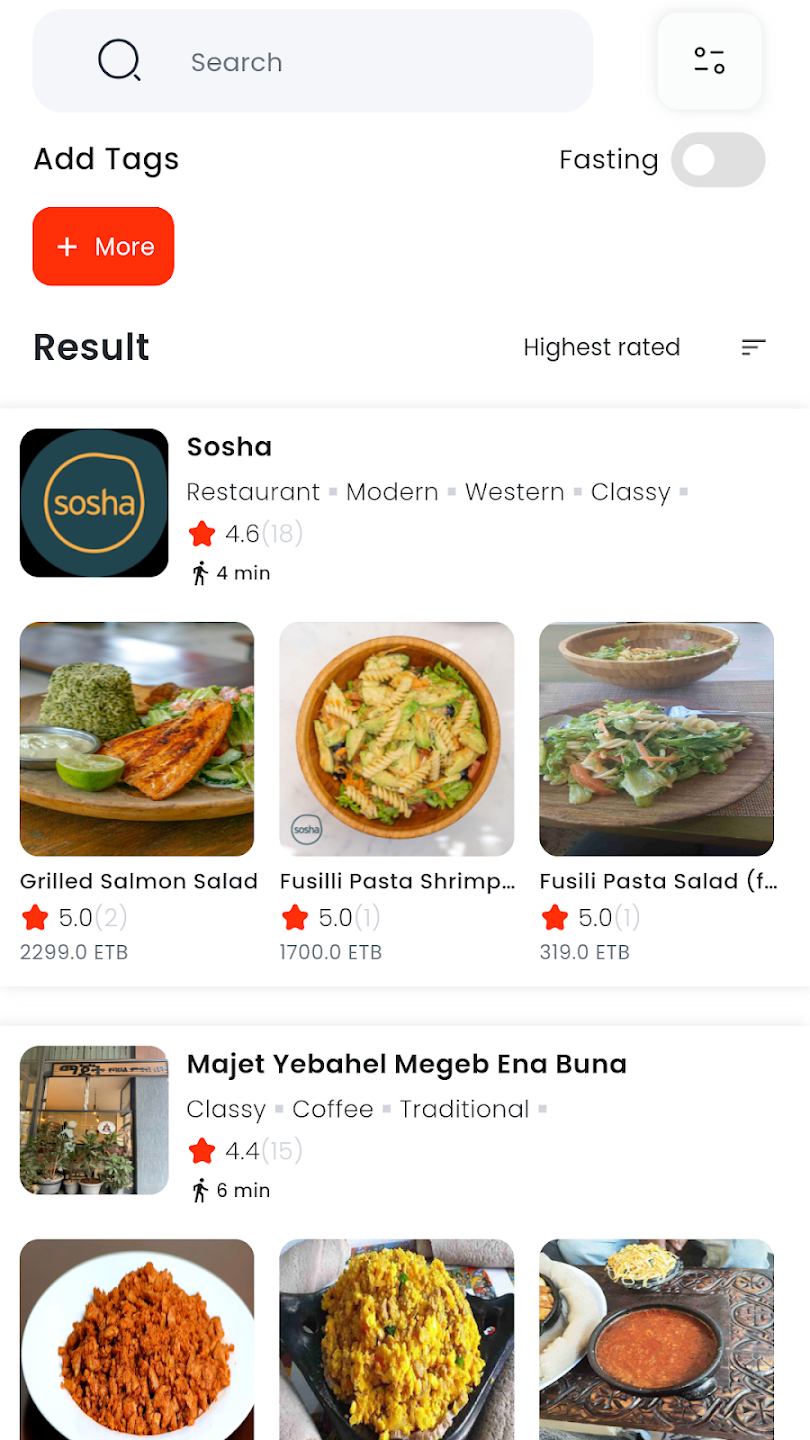 Search
Add Tags
Fasting
+ More
Result
Highest rated
sosha
Sosha
Restaurant ▪ Modern ▪ Western ▪ Classy ▪
4.6(18)
4 min
sosha
Grilled Salmon Salad
5.0(2)
2299.0 ETB
Fusilli Pasta Shrimp...
5.0(1)
1700.0 ETB
Fusili Pasta Salad (f...
5.0(1)
319.0 ETB
ማጀት
Majet Yebahel Megeb Ena Buna
Classy ▪ Coffee ▪ Traditional ▪
4.4(15)
6 min